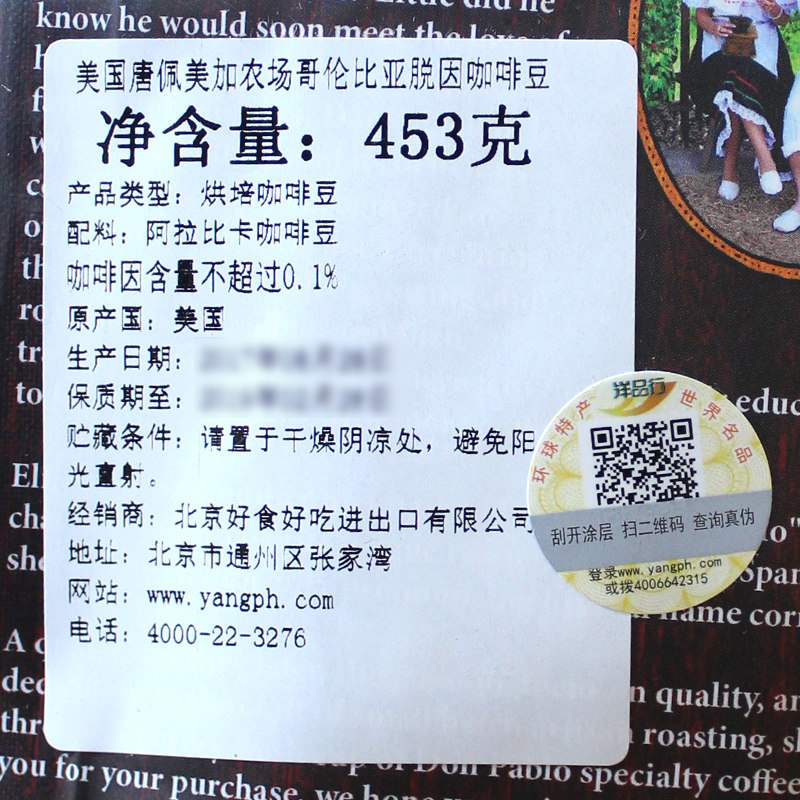 he would soon meet the love of
know
美国唐佩美加农场哥伦比亚脱因咖啡豆
净含量：453克
产品类型：烘培咖啡豆
配料：阿拉比卡咖啡豆
咖啡因含量不超过0.1%
原产国：美国
生产日期：
保质期至：
贮藏条件：请置于干燥阴凉处，避免阳
光直射。
经销商：北京好食好吃进出口有限公司
地址：北京市通州区张家湾
网站：www.yangph.com
电话：4000-22-3276
洋品行
环球特产 世界名品
刮开涂层 扫二维码 查询真伪
登录www.yangph.com
或拨4006642315
name
n quality, an
roasting,
cup of Don Pablo specialty coffee
you for your purchase, we hope